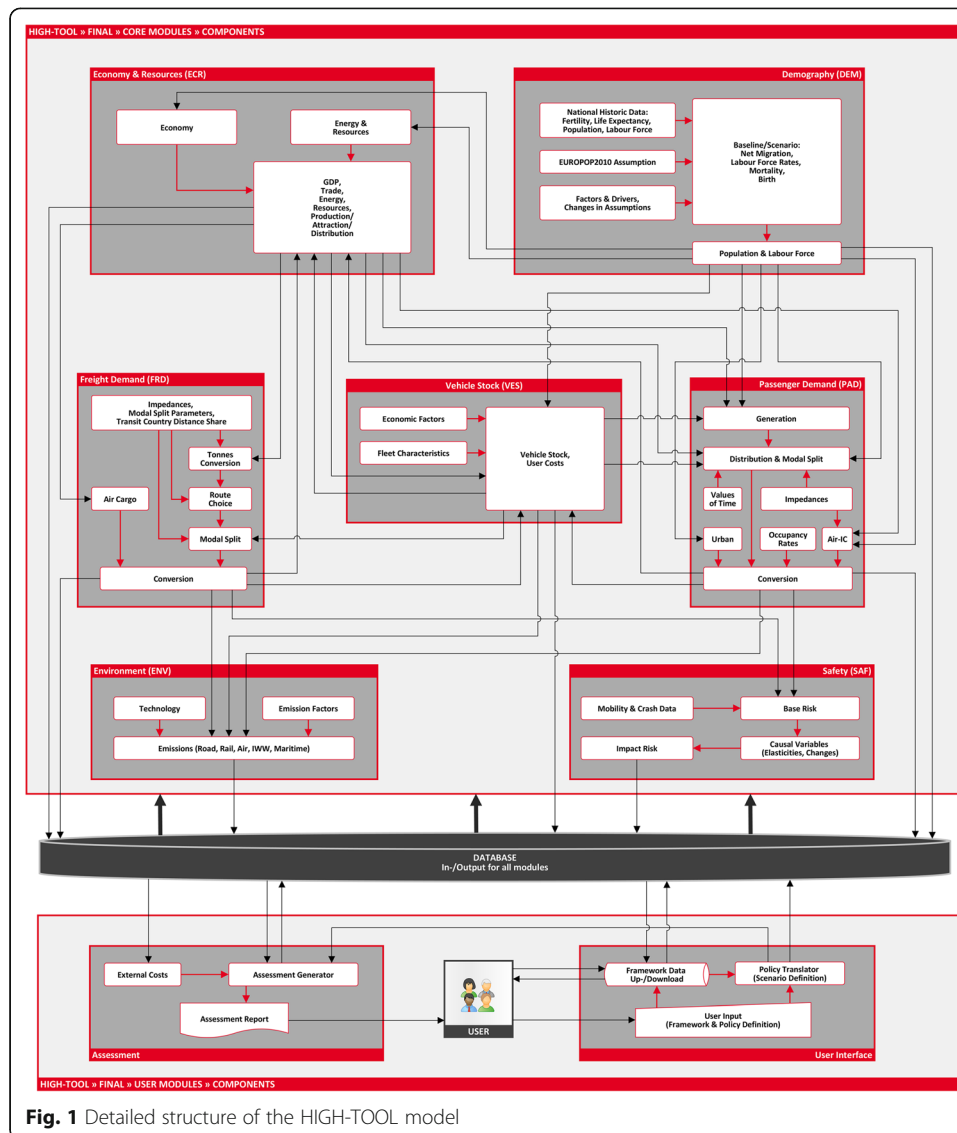 HIGH-TOOL » FINAL » CORE MODULES » COMPONENTS
Economy & Resources (ECR)
Economy
Energy &
Resources
GDP,
Trade,
Energy,
Resources,
Production/
Attraction/
Distribution
Demography (DEM)
National Historic Data:
Fertility, Life Expectancy,
Population, Labour Force
EUROPOP2010 Assumption
Factors & Drivers,
Changes in Assumptions
Baseline/Scenario:
Net Migration,
Labour Force Rates,
Mortality,
Birth
Population & Labour Force
Freight Demand (FRD)
Impedances,
Modal Split Parameters,
Transit Country Distance Share
Tonnes
Conversion
Air Cargo
Route
Choice
Modal Split
Conversion
Vehicle Stock (VES)
Economic Factors
Fleet Characteristics
Vehicle Stock,
User Costs
Passenger Demand (PAD)
Generation
Distribution & Modal Split
Values
of Time
Impedances
Urban
Occupancy
Rates
Air-IC
Conversion
Environment (ENV)
Technology
Emission Factors
Emissions (Road, Rail, Air, IWW, Maritime)
Safety (SAF)
Mobility & Crash Data
Base Risk
Impact Risk
Causal Variables
(Elasticities, Changes)
DATABASE
In-/Output for all modules
External Costs
Assessment Generator
Assessment Report
Assessment
USER
Framework Data
Up-/Download
Policy Translator
(Scenario Definition)
User Input
(Framework & Policy Definition)
User Interface
HIGH-TOOL » FINAL » USER MODULES » COMPONENTS
Fig. 1 Detailed structure of the HIGH-TOOL model